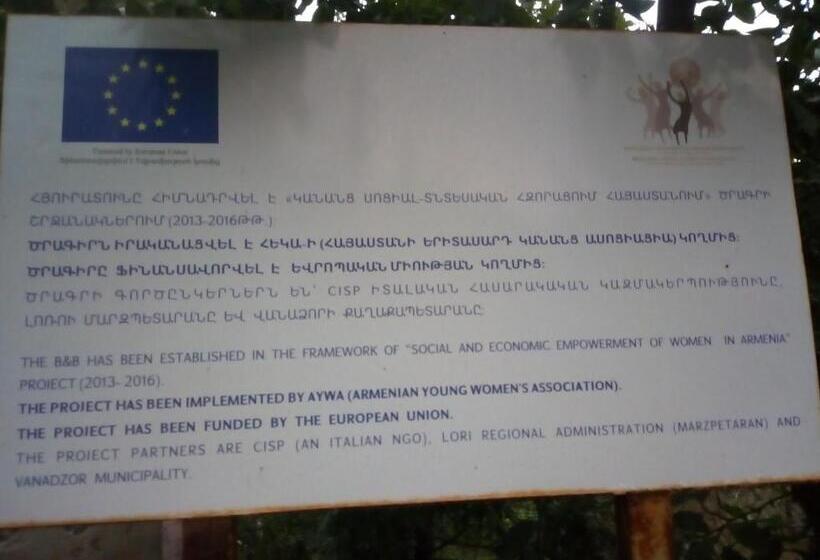 Funded by European Union
ՀՅՈՒՐԱՏՈՒՆԸ ՀԻՄՆԱԴՐՎԵԼ Է «ԿԱՆԱՆՑ ՍՈՑԻԱԼ-ՏՆՏԵՍԱԿԱՆ ՀԶՈՐԱՑՈՒՄ ՀԱՅԱՍՏԱՆՈՒՄ» ԾՐԱԳՐԻ
ՇՐՋԱՆԱԿՆԵՐՈՒՄ (2013-2016ԹԹ.)
ԾՐԱԳԻՐՆ ԻՐԱԿԱՆԱՑՎԵԼ Է ՀԵԿԱ-Ի (ՀԱՅԱՍՏԱՆԻ ԵՐԻՏԱՍԱՐԴ ԿԱՆԱՆՑ ԱՍՈՑԻԱՑԻԱ) ԿՈՂՄԻՑ:
ԾՐԱԳԻՐԸ ՖԻՆԱՆՍԱՎՈՐՎԵԼ Է ԵՎՐՈՊԱԿԱՆ ՄԻՈՒԹՅԱՆ ԿՈՂՄԻՑ:
ԾՐԱԳՐԻ ԳՈՐԾԸՆԿԵՐՆԵՐՆ ԵՆ՝ CISP ԻՏԱԼԱԿԱՆ ՀԱՍԱՐԱԿԱԿԱՆ ԿԱԶՄԱԿԵՐՊՈՒԹՅՈՒՆԸ,
ԼՈՌՈՒ ՄԱՐԶՊԵՏԱՐԱՆԸ ԵՎ ՎԱՆԱՁՈՐԻ ՔԱՂԱՔԱՊԵՏԱՐԱՆԸ:
THE B&B HAS BEEN ESTABLISHED IN THE FRAMEWORK OF "SOCIAL AND ECONOMIC EMPOWERMENT OF WOMEN IN ARMENIA"
PROJECT (2013- 2016).
THE PROJECT HAS BEEN IMPLEMENTED BY AYWA (ARMENIAN YOUNG WOMEN'S ASSOCIATION).
THE PROJECT HAS BEEN FUNDED BY THE EUROPEAN UNION.
THE PROJECT PARTNERS ARE CISP (AN ITALIAN NGO), LORI REGIONAL ADMINISTRATION (MARZPETARAN) AND
VANADZOR MUNICIPALITY.